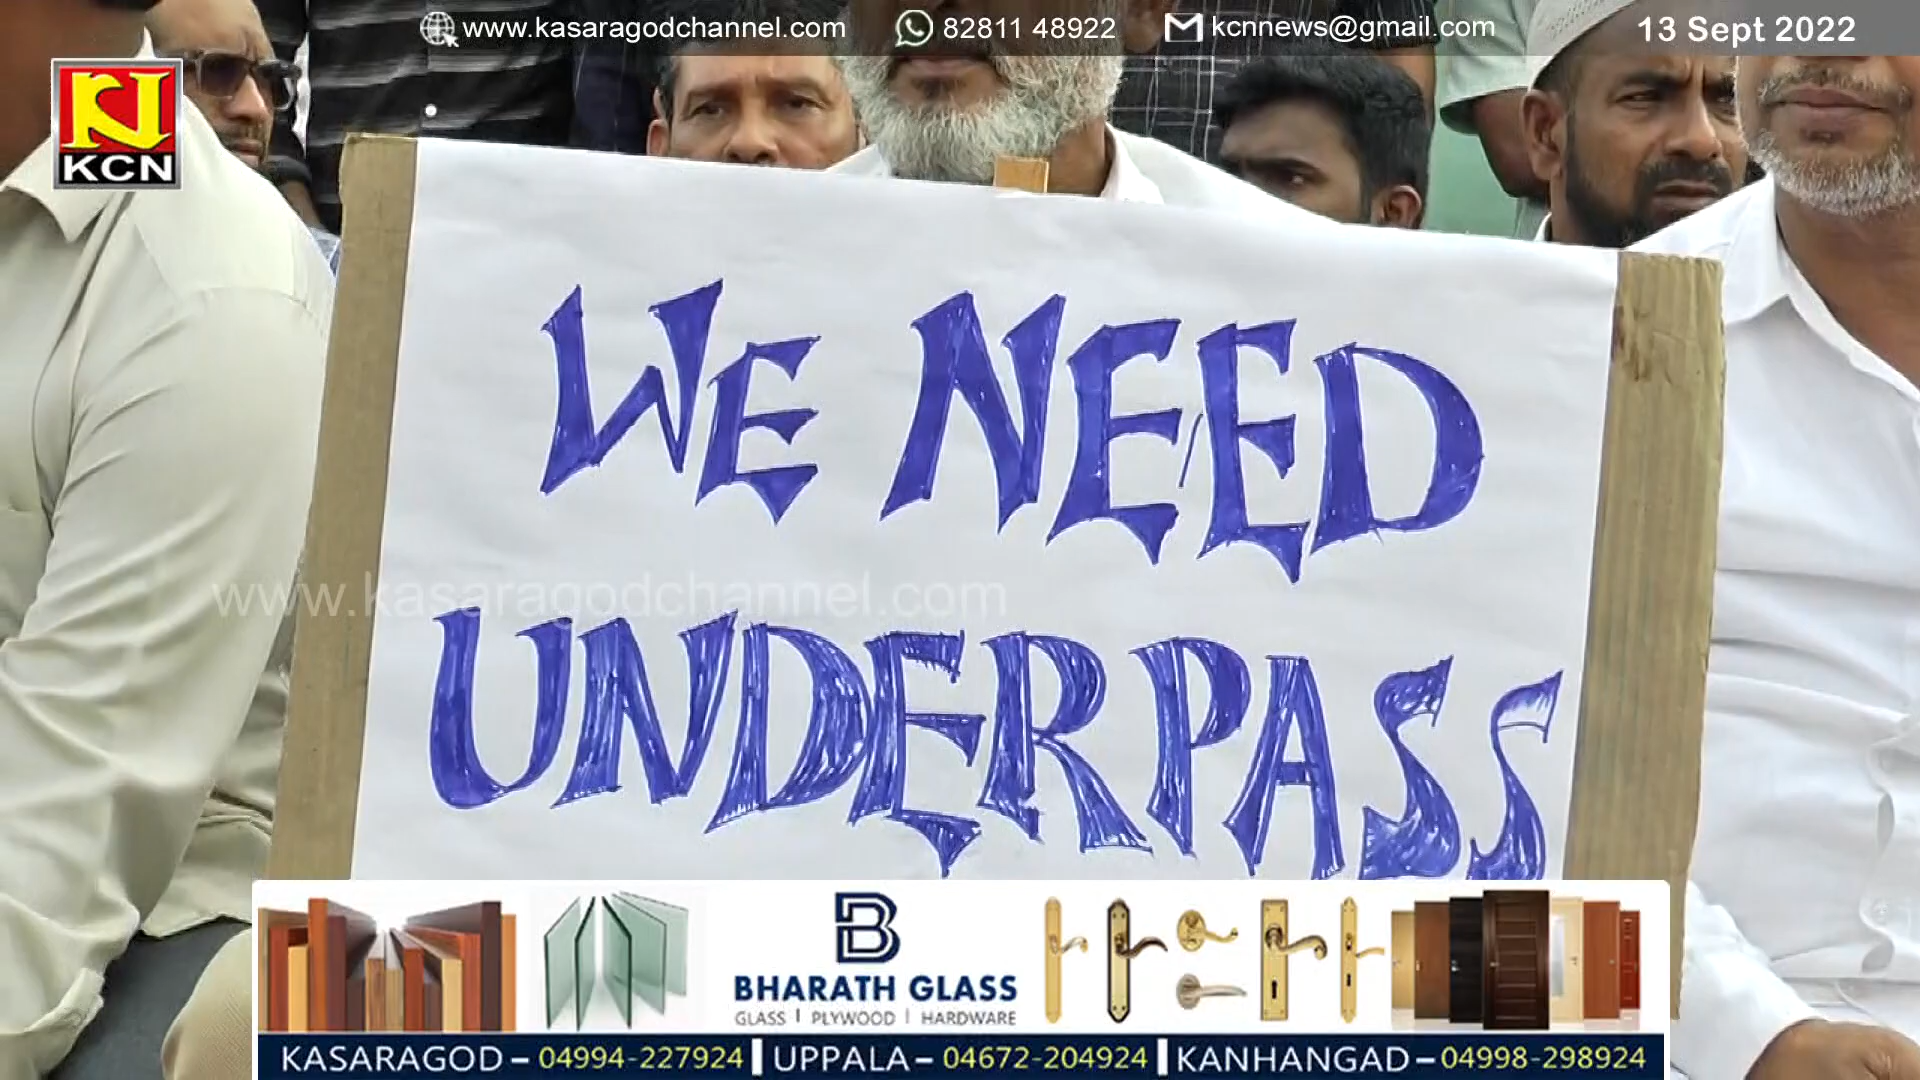 www.kasaragodchannel.com 82811 48922 kcnnews@gmail.com 13 Sept 2022
KCN
WE NEED
www.kasaragodchannel.com
UNDERPASS
B
BHARATH GLASS
GLASS | PLYWOOD | HARDWARE
KASARAGOD – 04994-227924 | UPPALA – 04672-204924 | KANHANGAD – 04998-298924